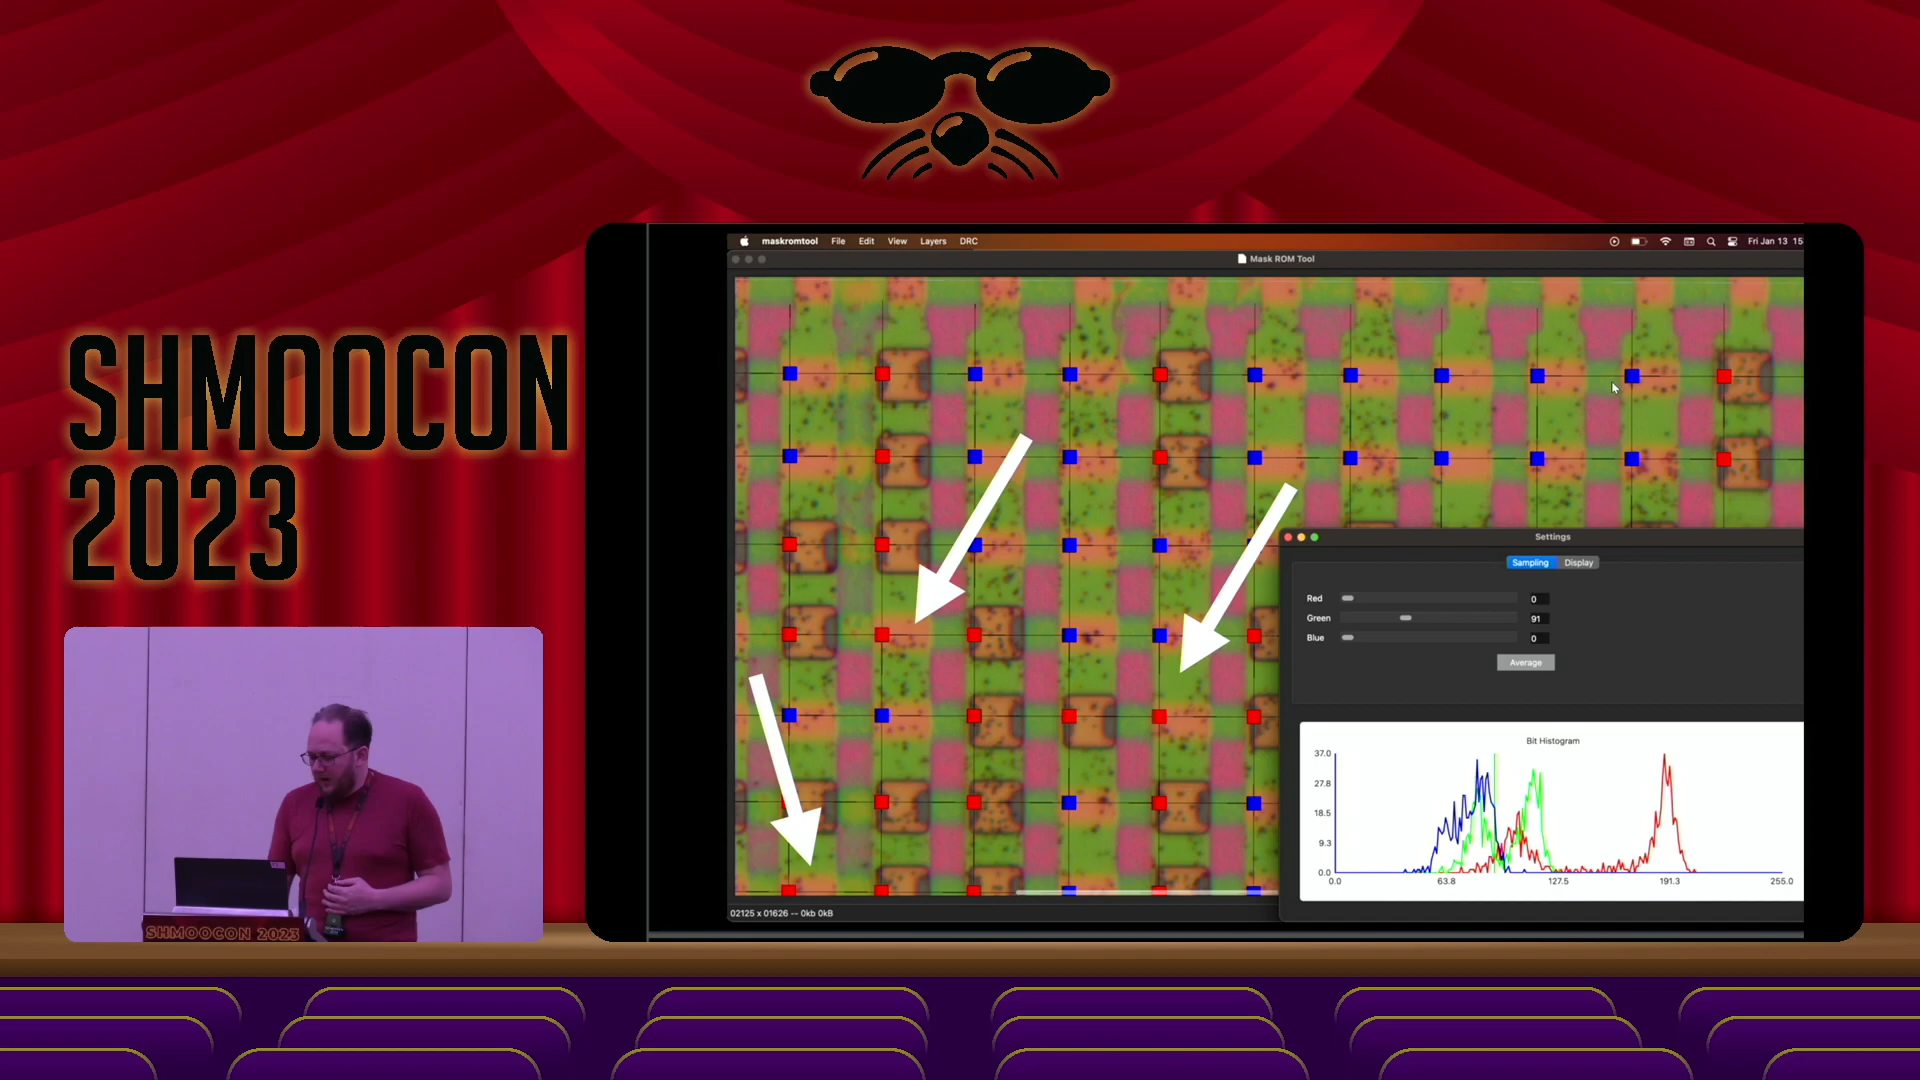 SHMOOCON
2023
maskromtool File Edit View Layers DRC Fri Jan 13 15
Mask ROM Tool
Settings
Sampling Display
Red 0
Green 91
Blue 0
Average
Bit Histogram
37.0
27.8
18.5
9.3
0.0
0.0 63.8 127.5 191.3 255.0
02125 x 01626 -- 0kb 0kB
SHMOOCON 2023